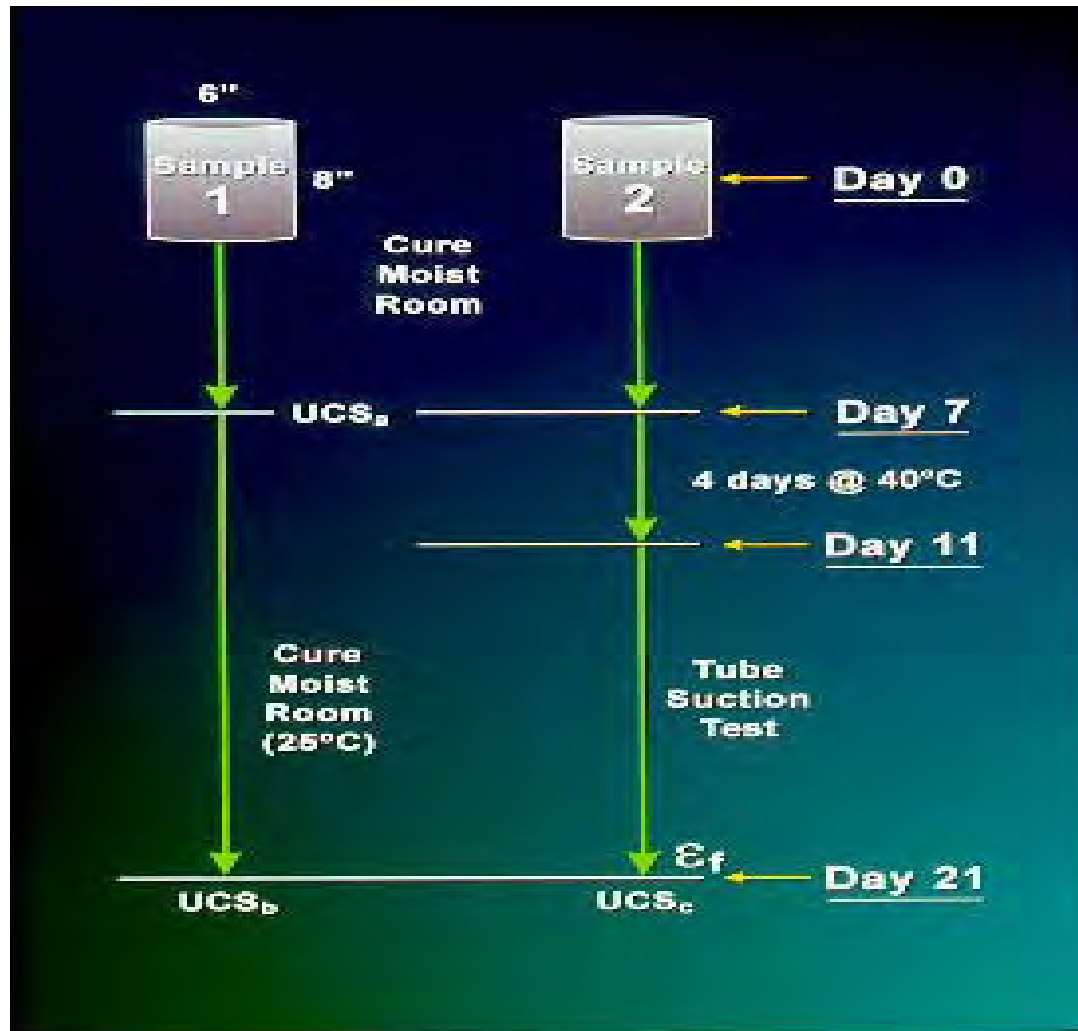 6"
Sample
1
8"
Sample
2
Day 0
Cure
Moist
Room
UCSₐ
Day 7
4 days @ 40°C
Day 11
Cure
Moist
Room
(25°C)
Tube
Suction
Test
εf
Day 21
UCSb
UCSc